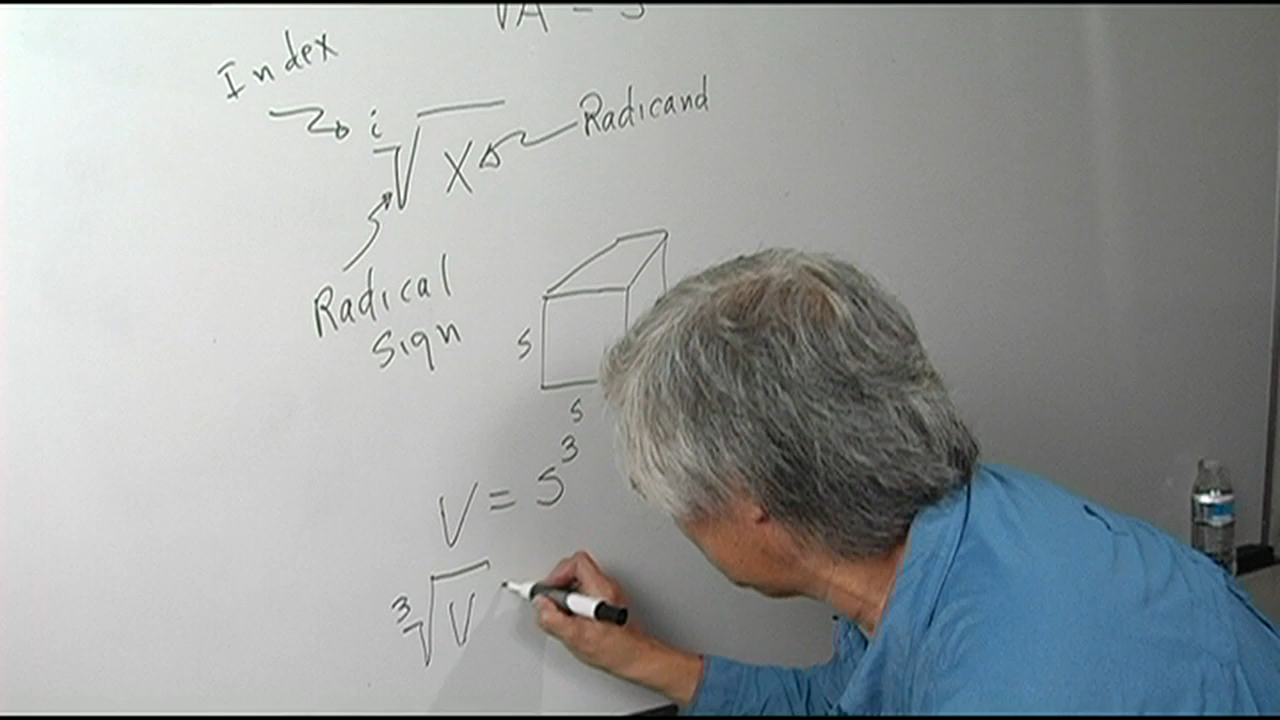 √A = S
Index
i√X
Radicand
Radical
Sign
S
S
V = S³
³√V